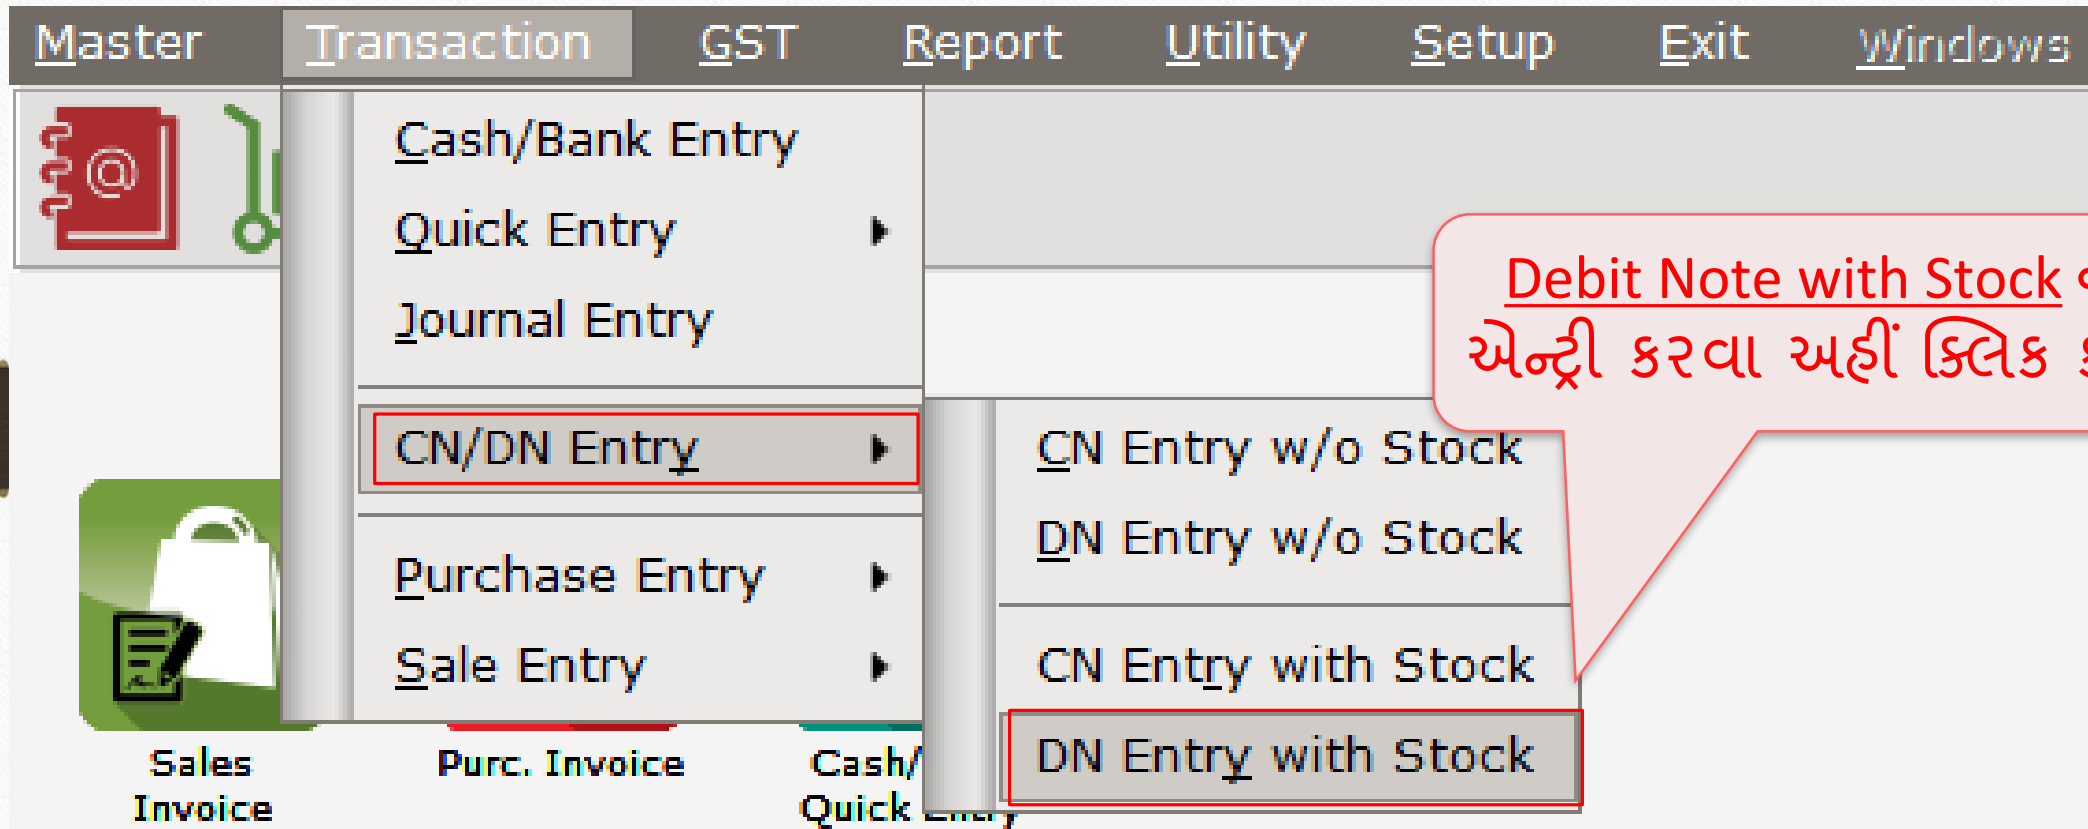 Master Transaction GST Report Utility Setup Exit Windows
Cash/Bank Entry
Quick Entry
Journal Entry
CN/DN Entry
Purchase Entry
Sale Entry
Debit Note with Stock
એન્ટ્રી કરવા અહીં ક્લિક
CN Entry w/o Stock
DN Entry w/o Stock
CN Entry with Stock
DN Entry with Stock
Sales
Invoice
Purc. Invoice
Cash/
Quick Entry